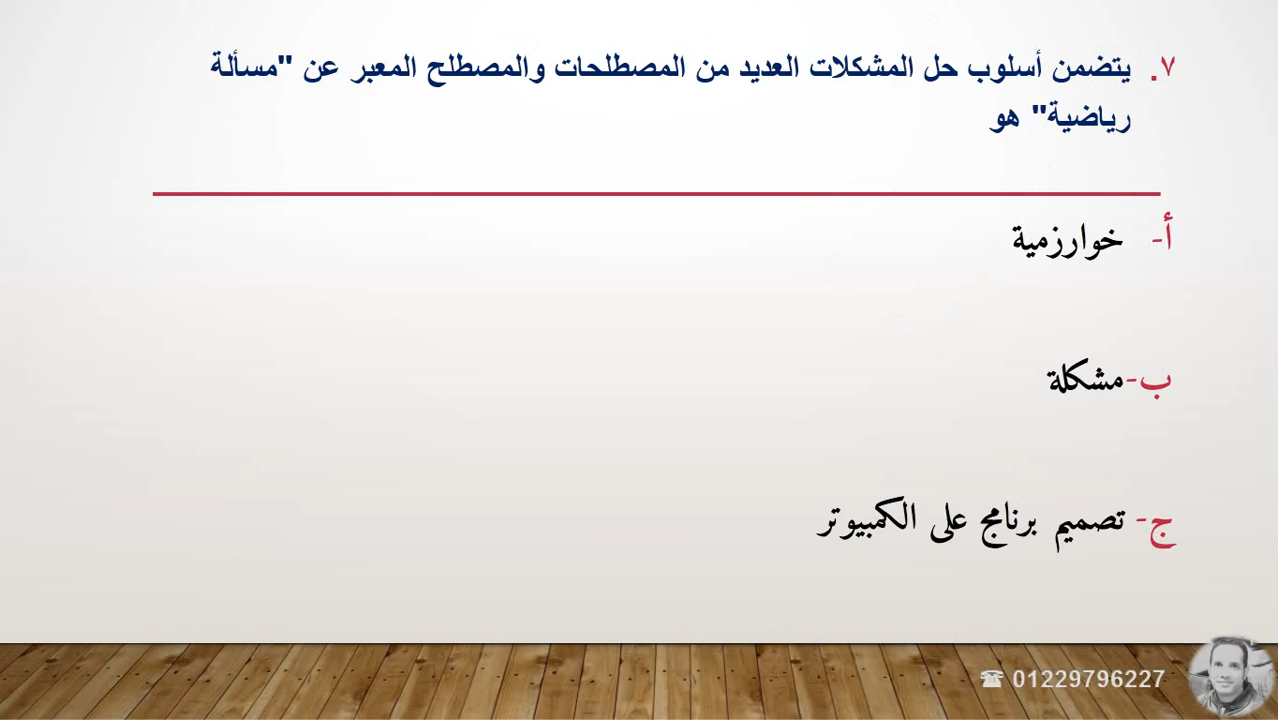 ٧. يتضمن أسلوب حل المشكلات العديد من المصطلحات والمصطلح المعبر عن "مسألة
رياضية" هو
أ- خوارزمية
ب- مشكلة
ج- تصميم برنامج على الكمبيوتر
☎ 01229796227